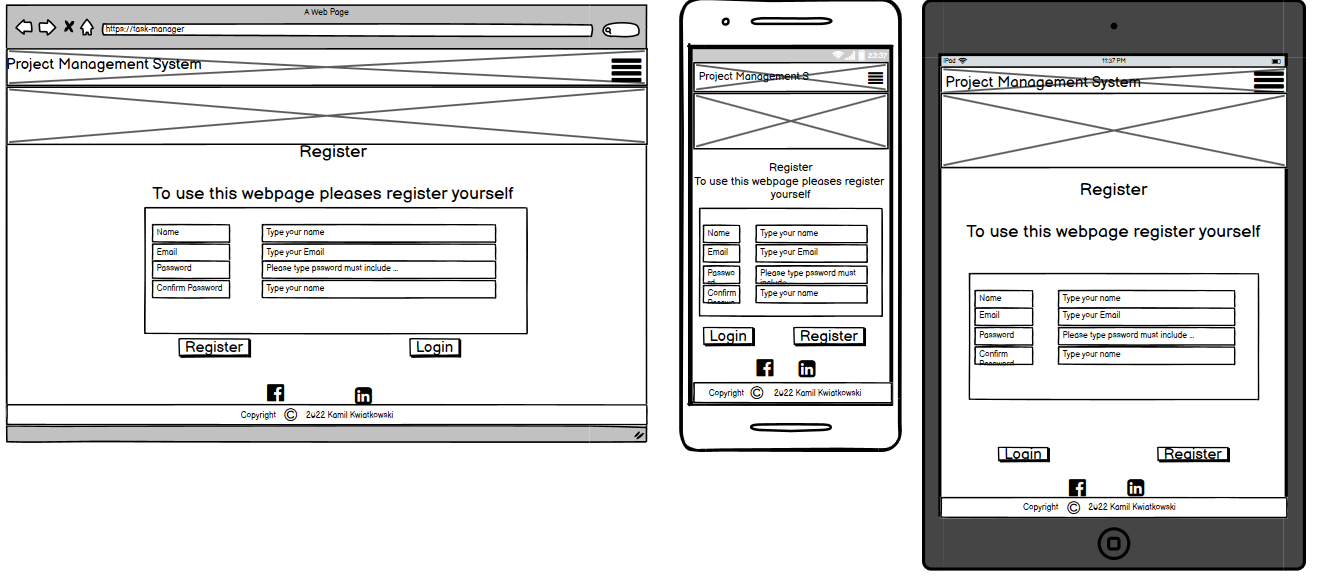 A Web Page
https://task-manager
Project Management System
Register
To use this webpage pleases register yourself
Name
Type your name
Email
Type your Email
Password
Please type pssword must include ...
Confirm Password
Type your name
Register
Login
Copyright © 2022 Kamil Kwiatkowski
23:37
Project Management S
Register
To use this webpage pleases register
yourself
Name
Type your name
Email
Type your Email
Passwo
rd
Please type pssword must
include
Confirm
Type your name
Login
Register
Copyright © 2022 Kamil Kwiatkowski
iPad
11:37 PM
Project Management System
Register
To use this webpage register yourself
Name
Type your name
Email
Type your Email
Password
Please type pssword must include ...
Confirm
Password
Type your name
Login
Register
Copyright © 2022 Kamil Kwiatkowski